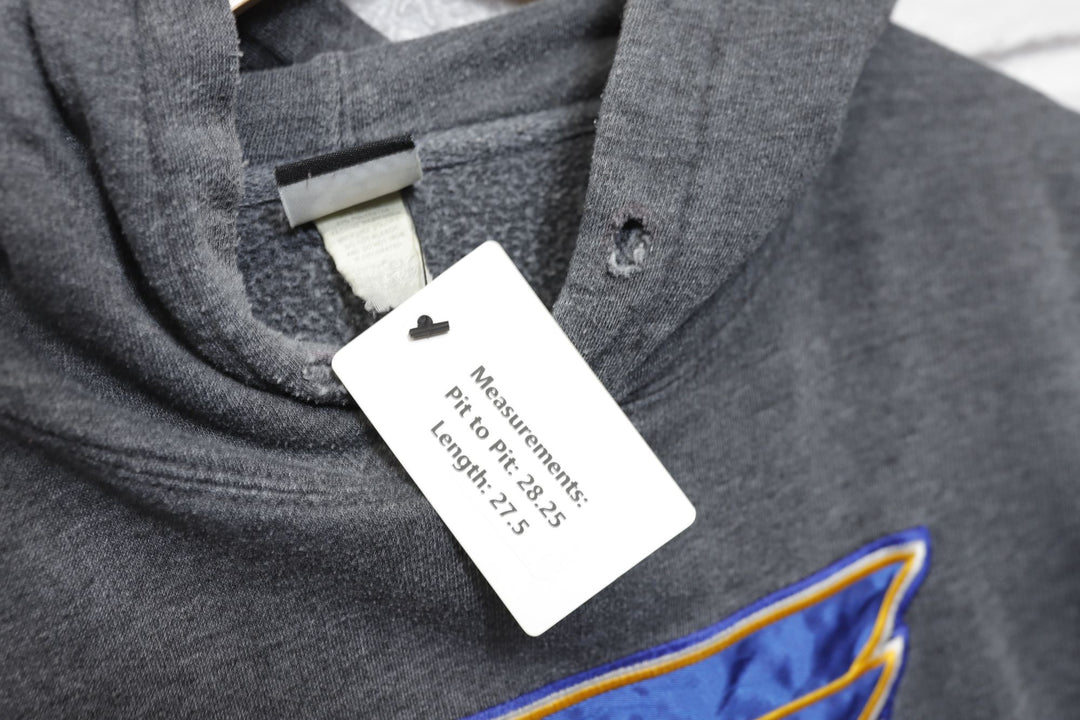 Measurements:
Pit to Pit: 28.25
Length: 27.5